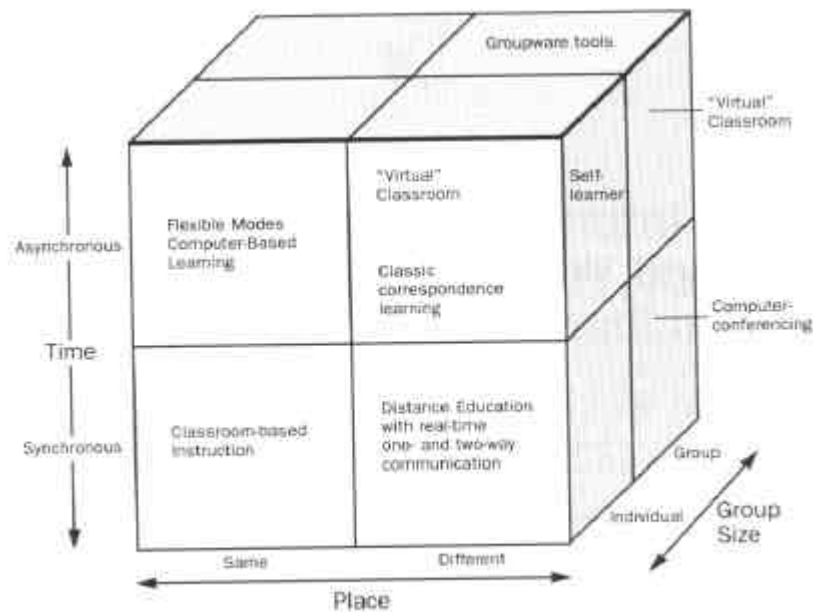 Groupware tools
"Virtual"
Classroom
"Virtual"
Classroom
Self-
learner
Flexible Modes
Computer-Based
Learning
Asynchronous
Classic
correspondence
learning
Computer-
conferencing
Time
Distance Education
with real-time
one- and two-way
communication
Classroom-based
Instruction
Synchronous
Group
Individual
Group
Size
Same
Different
Place